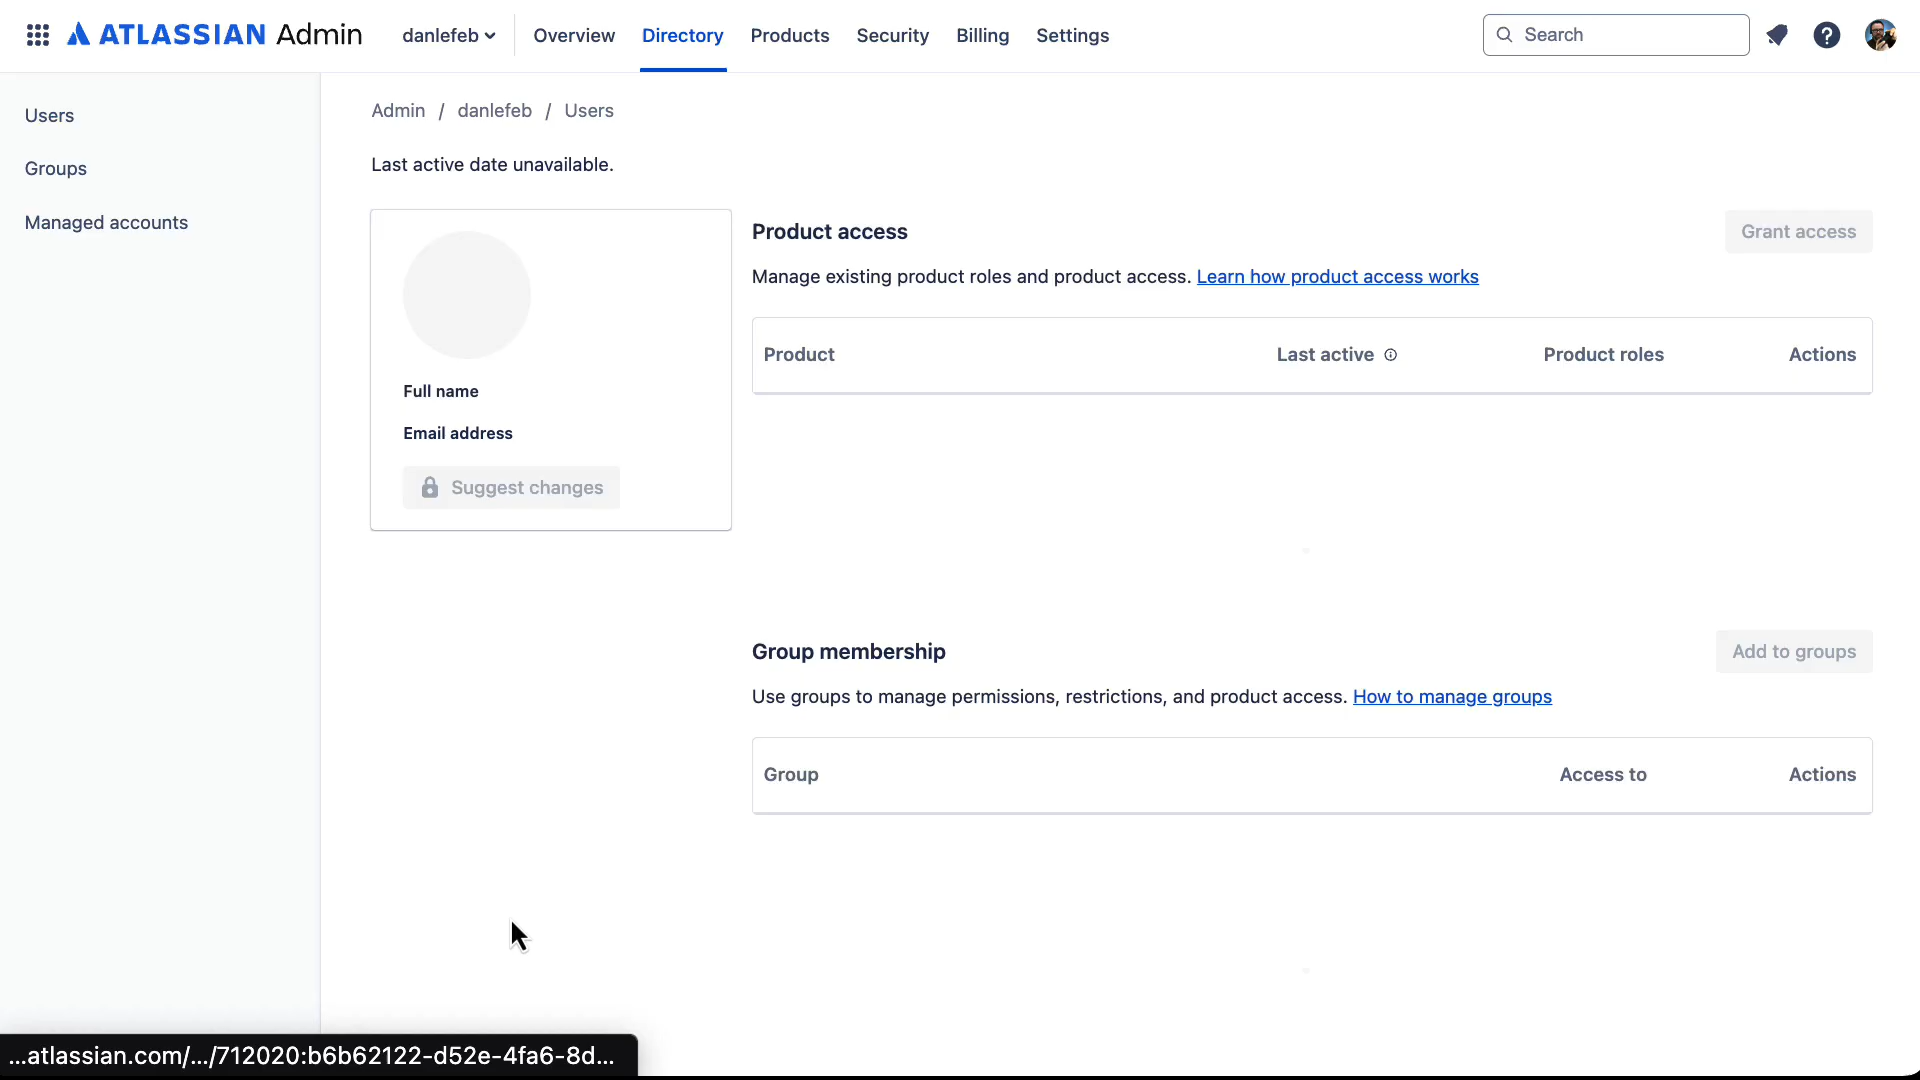 ATLASSIAN Admin danlefeb Overview Directory Products Security Billing Settings Search
Users
Groups
Managed accounts
Admin / danlefeb / Users
Last active date unavailable.
Full name
Email address
Suggest changes
Product access Grant access
Manage existing product roles and product access. Learn how product access works
Product Last active Product roles Actions
Group membership Add to groups
Use groups to manage permissions, restrictions, and product access. How to manage groups
Group Access to Actions
...atlassian.com/.../712020:b6b62122-d52e-4fa6-8d...